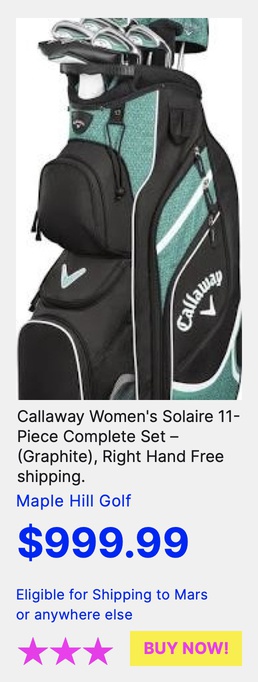 Callaway
Callaway Women's Solaire 11-
Piece Complete Set –
(Graphite), Right Hand Free
shipping.
Maple Hill Golf
$999.99
Eligible for Shipping to Mars
or anywhere else
BUY NOW!